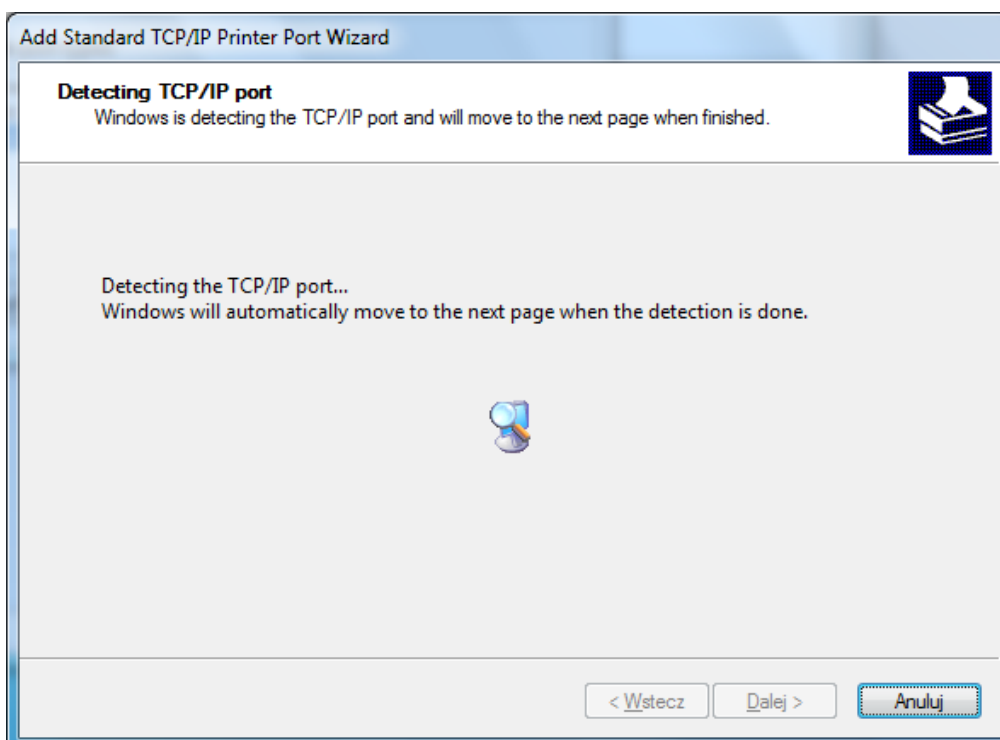 Add Standard TCP/IP Printer Port Wizard
Detecting TCP/IP port
Windows is detecting the TCP/IP port and will move to the next page when finished.
Detecting the TCP/IP port...
Windows will automatically move to the next page when the detection is done.
< Wstecz Dalej > Anuluj